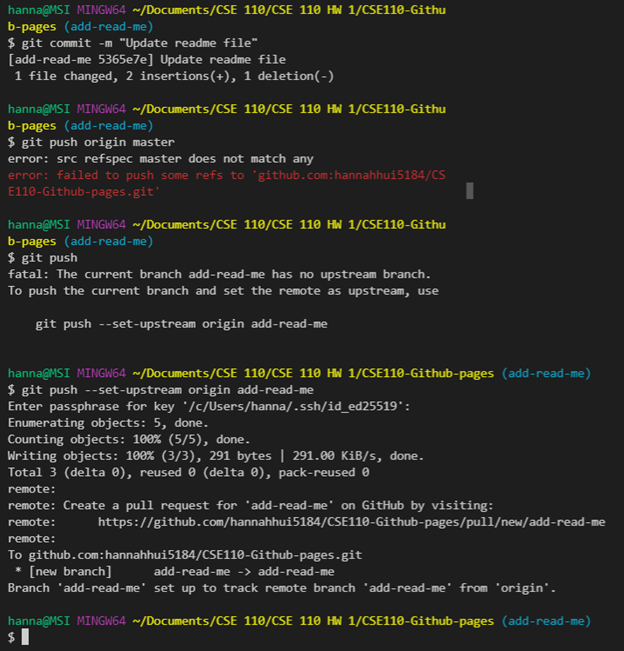 hanna@MSI MINGW64 ~/Documents/CSE 110/CSE 110 HW 1/CSE110-Githu
b-pages (add-read-me)
$ git commit -m "Update readme file"
[add-read-me 5365e7e] Update readme file
 1 file changed, 2 insertions(+), 1 deletion(-)

hanna@MSI MINGW64 ~/Documents/CSE 110/CSE 110 HW 1/CSE110-Githu
b-pages (add-read-me)
$ git push origin master
error: src refspec master does not match any
error: failed to push some refs to 'github.com:hannahhui5184/CS
E110-Github-pages.git'

hanna@MSI MINGW64 ~/Documents/CSE 110/CSE 110 HW 1/CSE110-Githu
b-pages (add-read-me)
$ git push
fatal: The current branch add-read-me has no upstream branch.
To push the current branch and set the remote as upstream, use

    git push --set-upstream origin add-read-me

hanna@MSI MINGW64 ~/Documents/CSE 110/CSE 110 HW 1/CSE110-Github-pages (add-read-me)
$ git push --set-upstream origin add-read-me
Enter passphrase for key '/c/Users/hanna/.ssh/id_ed25519':
Enumerating objects: 5, done.
Counting objects: 100% (5/5), done.
Writing objects: 100% (3/3), 291 bytes | 291.00 KiB/s, done.
Total 3 (delta 0), reused 0 (delta 0), pack-reused 0
remote:
remote: Create a pull request for 'add-read-me' on GitHub by visiting:
remote:      https://github.com/hannahhui5184/CSE110-Github-pages/pull/new/add-read-me
remote:
To github.com:hannahhui5184/CSE110-Github-pages.git
 * [new branch]      add-read-me -> add-read-me
Branch 'add-read-me' set up to track remote branch 'add-read-me' from 'origin'.

hanna@MSI MINGW64 ~/Documents/CSE 110/CSE 110 HW 1/CSE110-Github-pages (add-read-me)
$